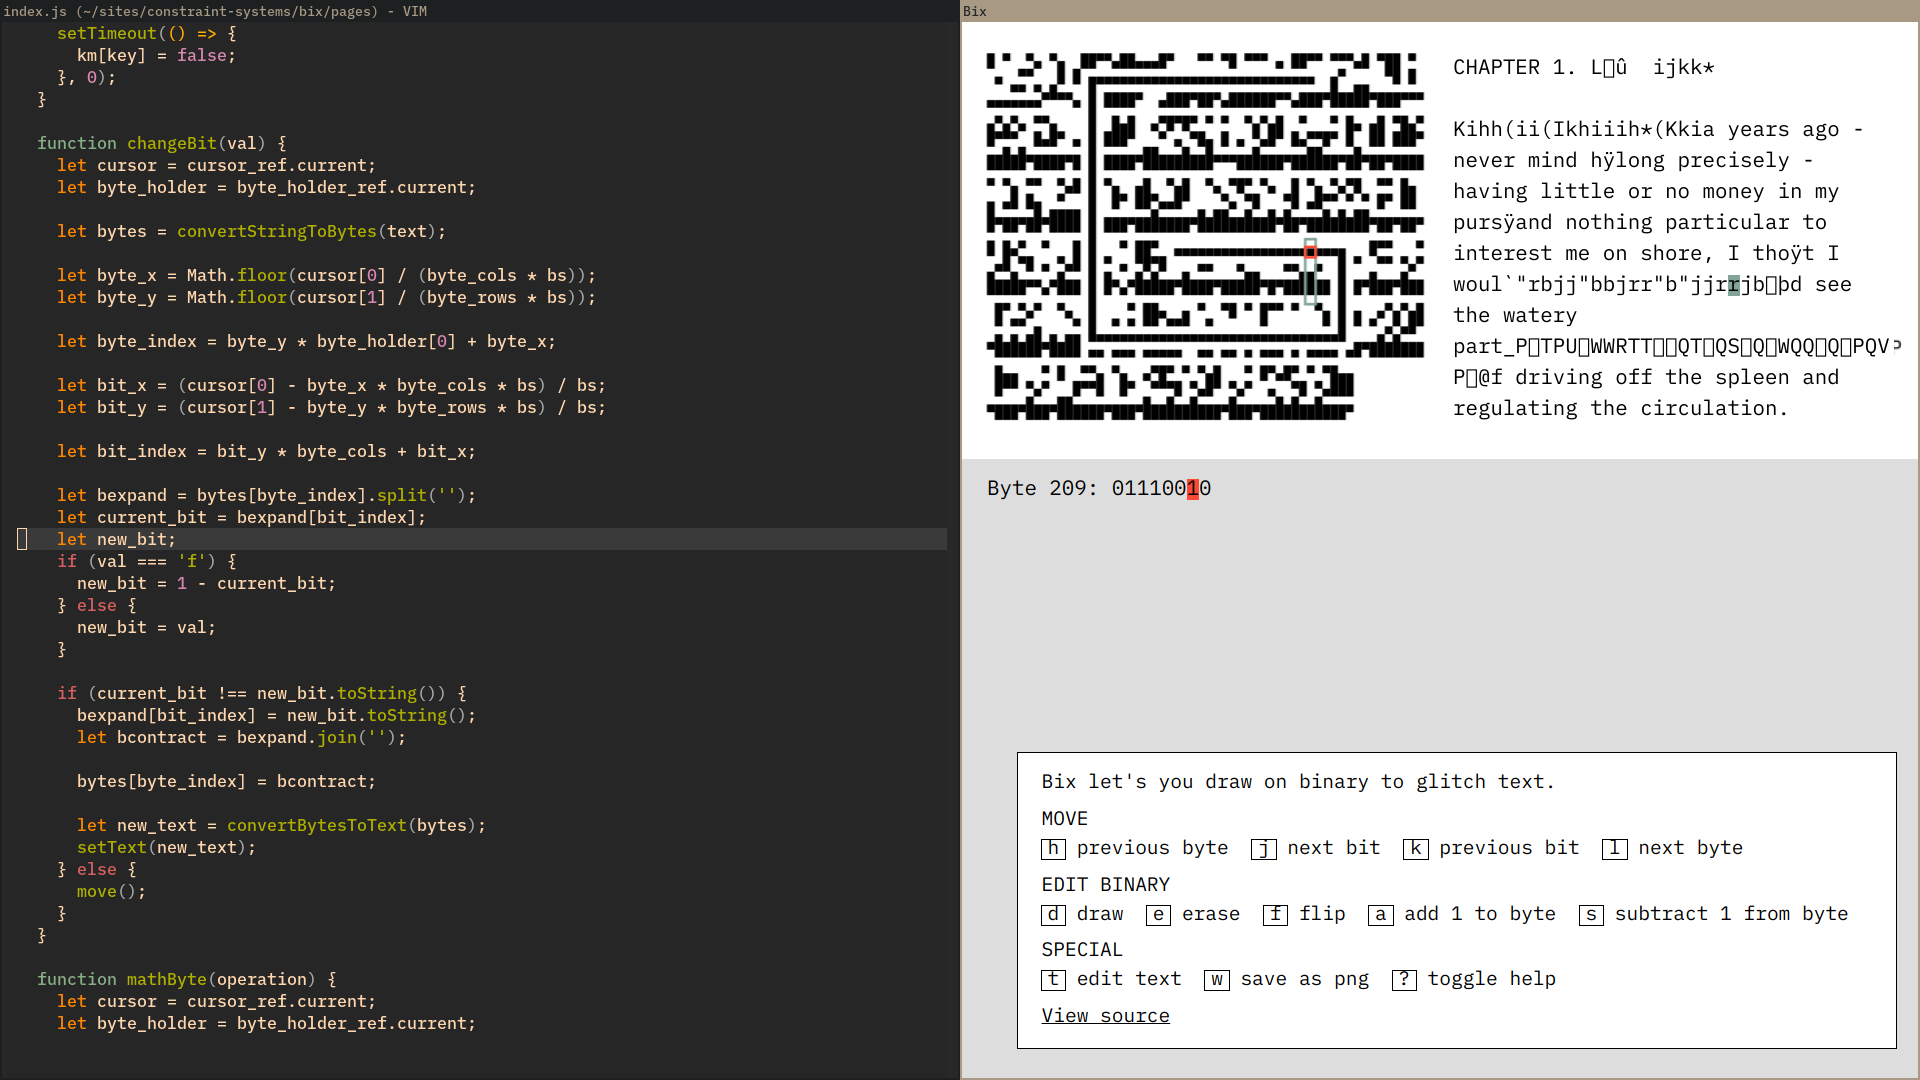 index.js (~/sites/constraint-systems/bix/pages) - VIM
setTimeout(() => {
km[key] = false;
}, 0);
}
function changeBit(val) {
let cursor = cursor_ref.current;
let byte_holder = byte_holder_ref.current;
let bytes = convertStringToBytes(text);
let byte_x = Math.floor(cursor[0] / (byte_cols * bs));
let byte_y = Math.floor(cursor[1] / (byte_rows * bs));
let byte_index = byte_y * byte_holder[0] + byte_x;
let bit_x = (cursor[0] - byte_x * byte_cols * bs) / bs;
let bit_y = (cursor[1] - byte_y * byte_rows * bs) / bs;
let bit_index = bit_y * byte_cols + bit_x;
let bexpand = bytes[byte_index].split('');
let current_bit = bexpand[bit_index];
let new_bit;
if (val === 'f') {
new_bit = 1 - current_bit;
} else {
new_bit = val;
}
if (current_bit !== new_bit.toString()) {
bexpand[bit_index] = new_bit.toString();
let bcontract = bexpand.join('');
bytes[byte_index] = bcontract;
let new_text = convertBytesToText(bytes);
setText(new_text);
} else {
move();
}
}
function mathByte(operation) {
let cursor = cursor_ref.current;
let byte_holder = byte_holder_ref.current;
Bix
CHAPTER 1. L▯û  ijkk*
Kihh(ii(Ikhiiih*(Kkia years ago -
never mind hÿlong precisely -
having little or no money in my
pursÿand nothing particular to
interest me on shore, I thoÿt I
woul`"rbjj"bbjrr"b"jjrrjb▯þd see
the watery
part_P▯TPU▯WWRTT▯▯QT▯QS▯Q▯WQQ▯Q▯PQV
P▯@f driving off the spleen and
regulating the circulation.
Byte 209: 01110010
Bix let's you draw on binary to glitch text.
MOVE
h previous byte j next bit k previous bit l next byte
EDIT BINARY
d draw e erase f flip a add 1 to byte s subtract 1 from byte
SPECIAL
t edit text w save as png ? toggle help
View source